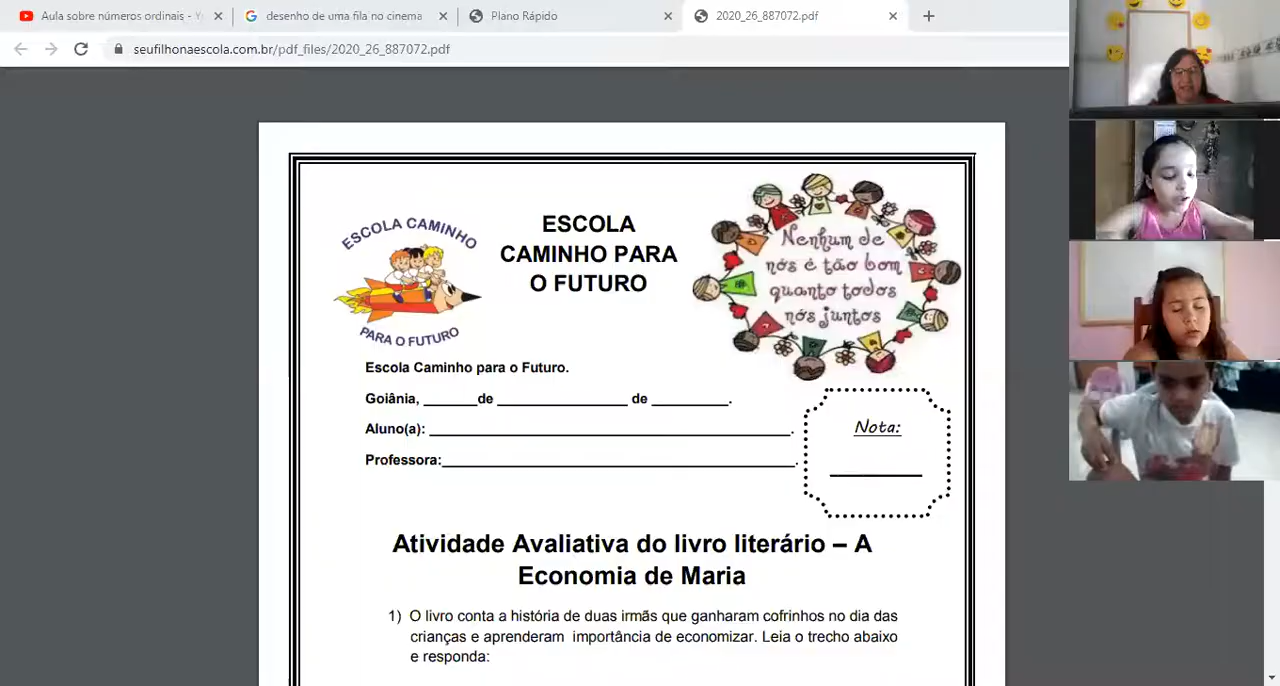 Aula sobre números ordinais - Y
desenho de uma fila no cinema
Plano Rápido
2020_26_887072.pdf
seufilhonaescola.com.br/pdf_files/2020_26_887072.pdf
ESCOLA CAMINHO
PARA O FUTURO
ESCOLA
CAMINHO PARA
O FUTURO
Nenhum de
nós é tão bom
quanto todos
nós juntos
Escola Caminho para o Futuro.
Goiânia, ______de ______________ de ________.
Aluno(a): ________________________________________.
Professora:_______________________________________.
Nota:
__________
Atividade Avaliativa do livro literário – A
Economia de Maria
1) O livro conta a história de duas irmãs que ganharam cofrinhos no dia das
crianças e aprenderam importância de economizar. Leia o trecho abaixo
e responda: